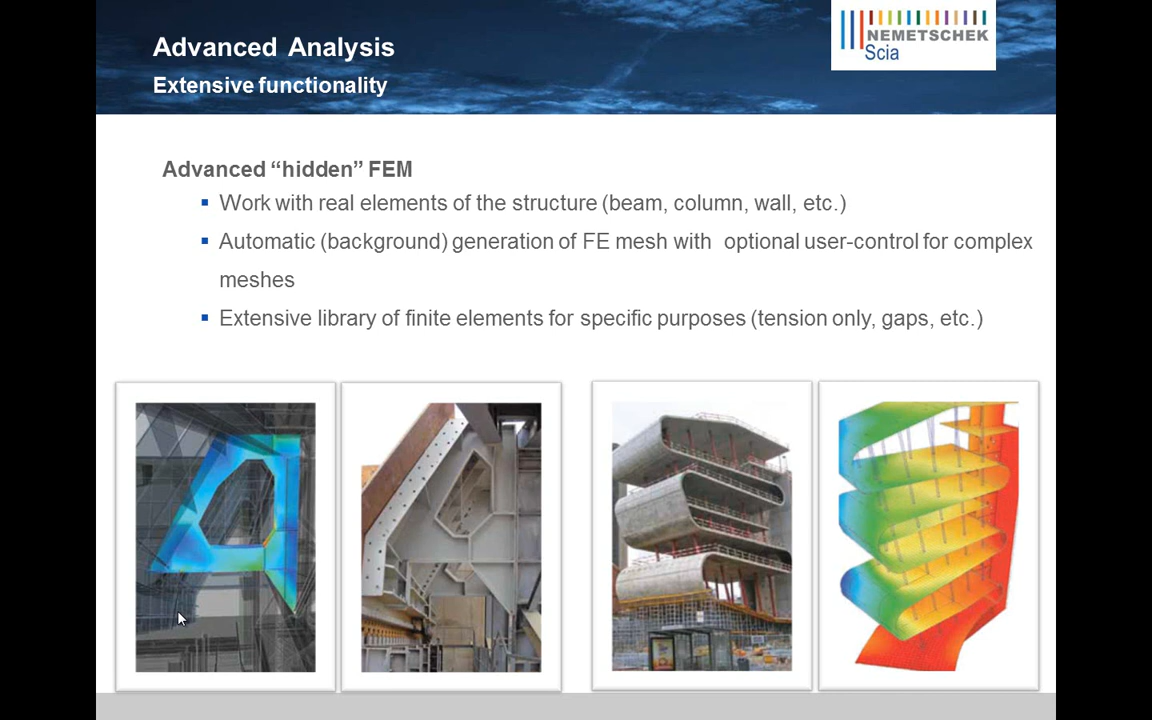 Advanced Analysis
Extensive functionality
NEMETSCHEK
Scia
Advanced “hidden” FEM
Work with real elements of the structure (beam, column, wall, etc.)
Automatic (background) generation of FE mesh with optional user-control for complex
meshes
Extensive library of finite elements for specific purposes (tension only, gaps, etc.)